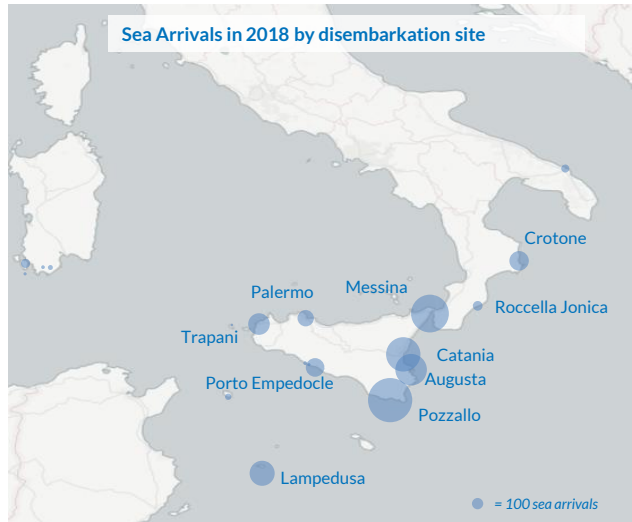 Sea Arrivals in 2018 by disembarkation site
Crotone
Messina
Palermo
Roccella Jonica
Trapani
Catania
Porto Empedocle
Augusta
Pozzallo
Lampedusa
= 100 sea arrivals